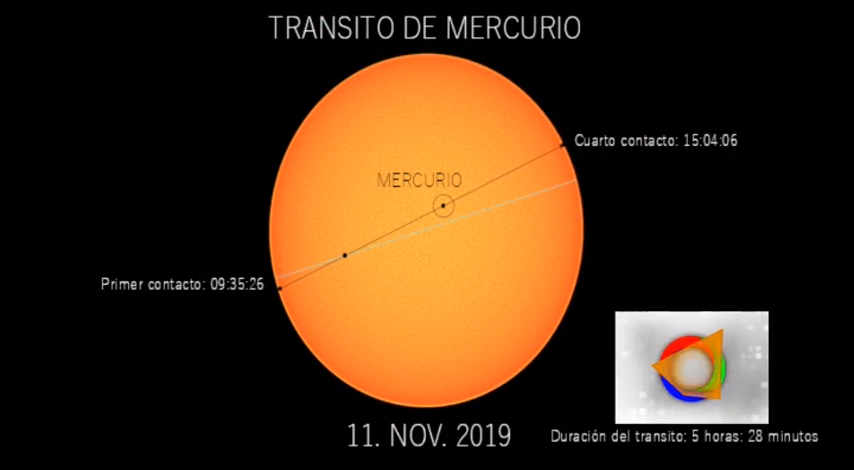 TRANSITO DE MERCURIO
Cuarto contacto: 15:04:06
MERCURIO
Primer contacto: 09:35:26
11. NOV. 2019
Duración del transito: 5 horas: 28 minutos